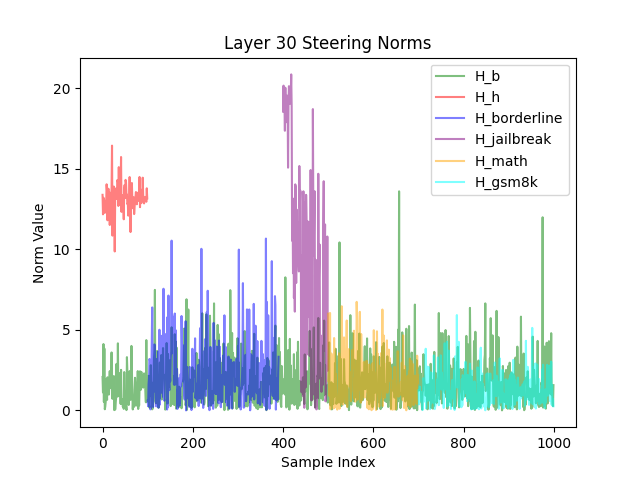 Layer 30 Steering Norms
H_b
H_h
H_borderline
H_jailbreak
H_math
H_gsm8k
20
15
10
5
0
Norm Value
0 200 400 600 800 1000
Sample Index